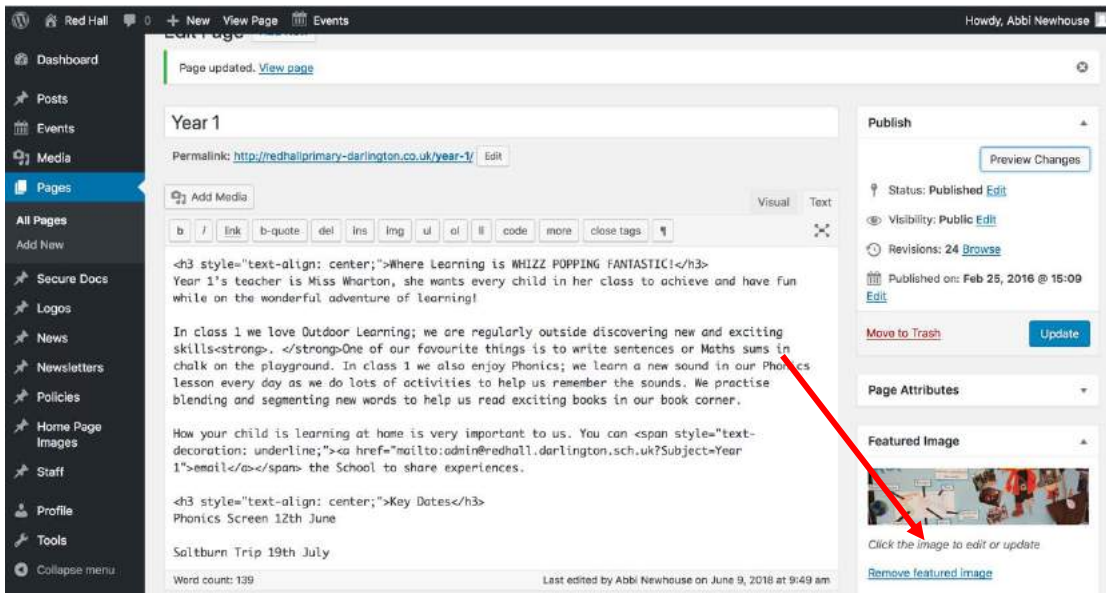 Red Hall 0 + New View Page Events Howdy, Abbi Newhouse
Edit Page Add New
Dashboard
Posts
Events
Media
Pages
All Pages
Add New
Secure Docs
Logos
News
Newsletters
Policies
Home Page
Images
Staff
Profile
Tools
Collapse menu
Page updated. View page
Year 1
Permalink: http://redhallprimary-darlington.co.uk/year-1/ Edit
Add Media
Visual Text
b i link b-quote del ins img ul ol li code more close tags ¶
<h3 style="text-align: center;">Where Learning is WHIZZ POPPING FANTASTIC!</h3>
Year 1's teacher is Miss Wharton, she wants every child in her class to achieve and have fun
while on the wonderful adventure of learning!
In class 1 we love Outdoor Learning; we are regularly outside discovering new and exciting
skills<strong>. </strong>One of our favourite things is to write sentences or Maths sums in
chalk on the playground. In class 1 we also enjoy Phonics; we learn a new sound in our Phonics
lesson every day as we do lots of activities to help us remember the sounds. We practise
blending and segmenting new words to help us read exciting books in our book corner.
How your child is learning at home is very important to us. You can <span style="text-
decoration: underline;"><a href="mailto:admin@redhall.darlington.sch.uk?Subject=Year
1">email</a></span> the School to share experiences.
<h3 style="text-align: center;">Key Dates</h3>
Phonics Screen 12th June
Saltburn Trip 19th July
Word count: 139 Last edited by Abbi Newhouse on June 9, 2018 at 9:49 am
Publish
Preview Changes
Status: Published Edit
Visibility: Public Edit
Revisions: 24 Browse
Published on: Feb 25, 2016 @ 15:09
Edit
Move to Trash Update
Page Attributes
Featured Image
Click the image to edit or update
Remove featured image